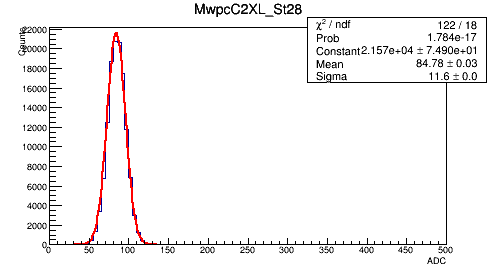 MwpcC2XL_St28
χ² / ndf 122 / 18
Prob 1.784e-17
Constant 2.157e+04 ± 7.490e+01
Mean 84.78 ± 0.03
Sigma 11.6 ± 0.0
Counts
22000
20000
18000
16000
14000
12000
10000
8000
6000
4000
2000
0
0 50 100 150 200 250 300 350 400 450 500
ADC